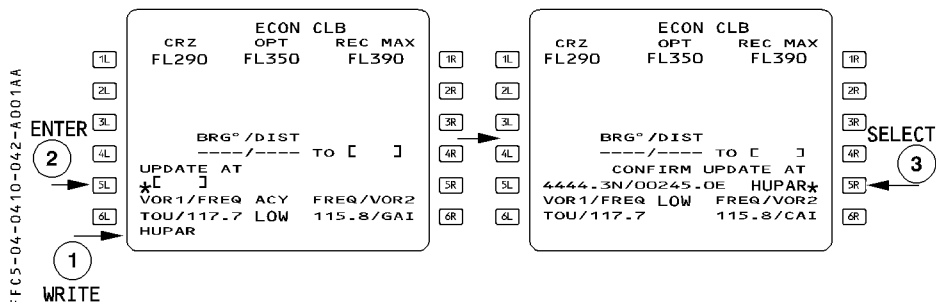 FFC5-04-0410-042-A001AA
ECON CLB
CRZ OPT REC MAX
FL290 FL350 FL390
BRG°/DIST
----/---- TO [ ]
UPDATE AT
*[ ]
VOR1/FREQ ACY FREQ/VOR2
TOU/117.7 LOW 115.8/GAI
HUPAR
1L
2L
3L
4L
5L
6L
1R
2R
3R
4R
5R
6R
ENTER
2
1
WRITE
ECON CLB
CRZ OPT REC MAX
FL290 FL350 FL390
BRG°/DIST
----/---- TO [ ]
CONFIRM UPDATE AT
4444.3N/00245.0E HUPAR*
VOR1/FREQ LOW FREQ/VOR2
TOU/117.7 115.8/CAI
1L
2L
3L
4L
5L
6L
1R
2R
3R
4R
5R
6R
SELECT
3